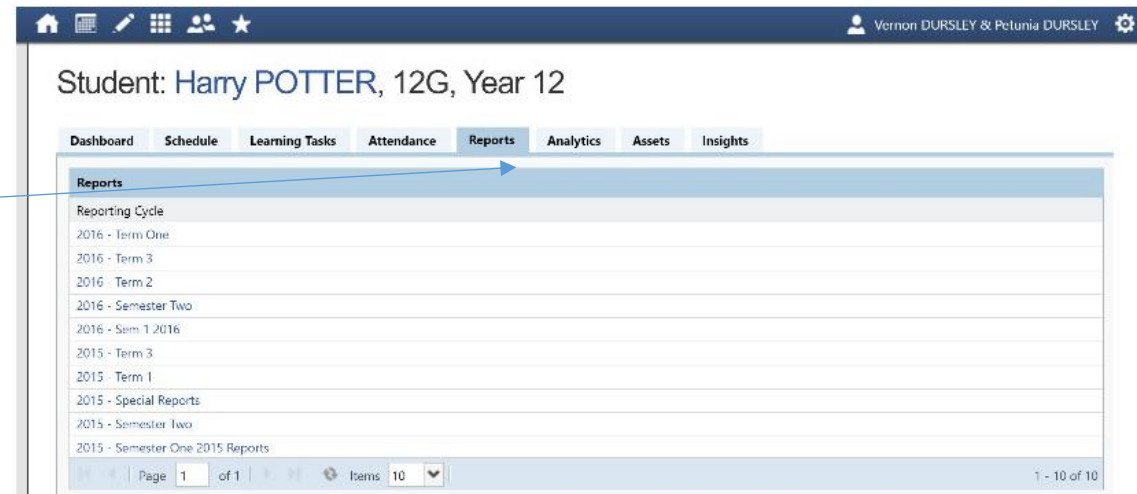 Vernon DURSLEY & Petunia DURSLEY
Student: Harry POTTER, 12G, Year 12
Dashboard Schedule Learning Tasks Attendance Reports Analytics Assets Insights
Reports
Reporting Cycle
2016 - Term One
2016 - Term 3
2016 - Term 2
2016 - Semester Two
2016 - Sem 1 2016
2015 - Term 3
2015 - Term 1
2015 - Special Reports
2015 - Semester Two
2015 - Semester One 2015 Reports
Page 1 of 1 Items 10 1 - 10 of 10